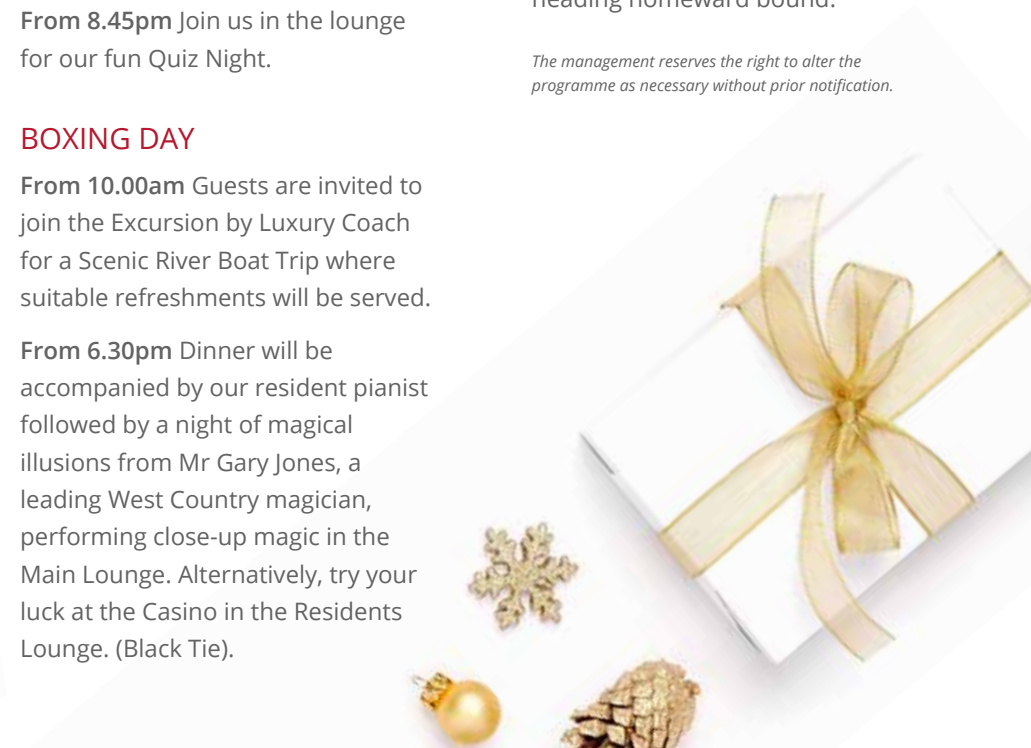 From 8.45pm Join us in the lounge
for our fun Quiz Night.
BOXING DAY
From 10.00am Guests are invited to
join the Excursion by Luxury Coach
for a Scenic River Boat Trip where
suitable refreshments will be served.
From 6.30pm Dinner will be
accompanied by our resident pianist
followed by a night of magical
illusions from Mr Gary Jones, a
leading West Country magician,
performing close-up magic in the
Main Lounge. Alternatively, try your
luck at the Casino in the Residents
Lounge. (Black Tie).
heading homeward bound.
The management reserves the right to alter the
programme as necessary without prior notification.